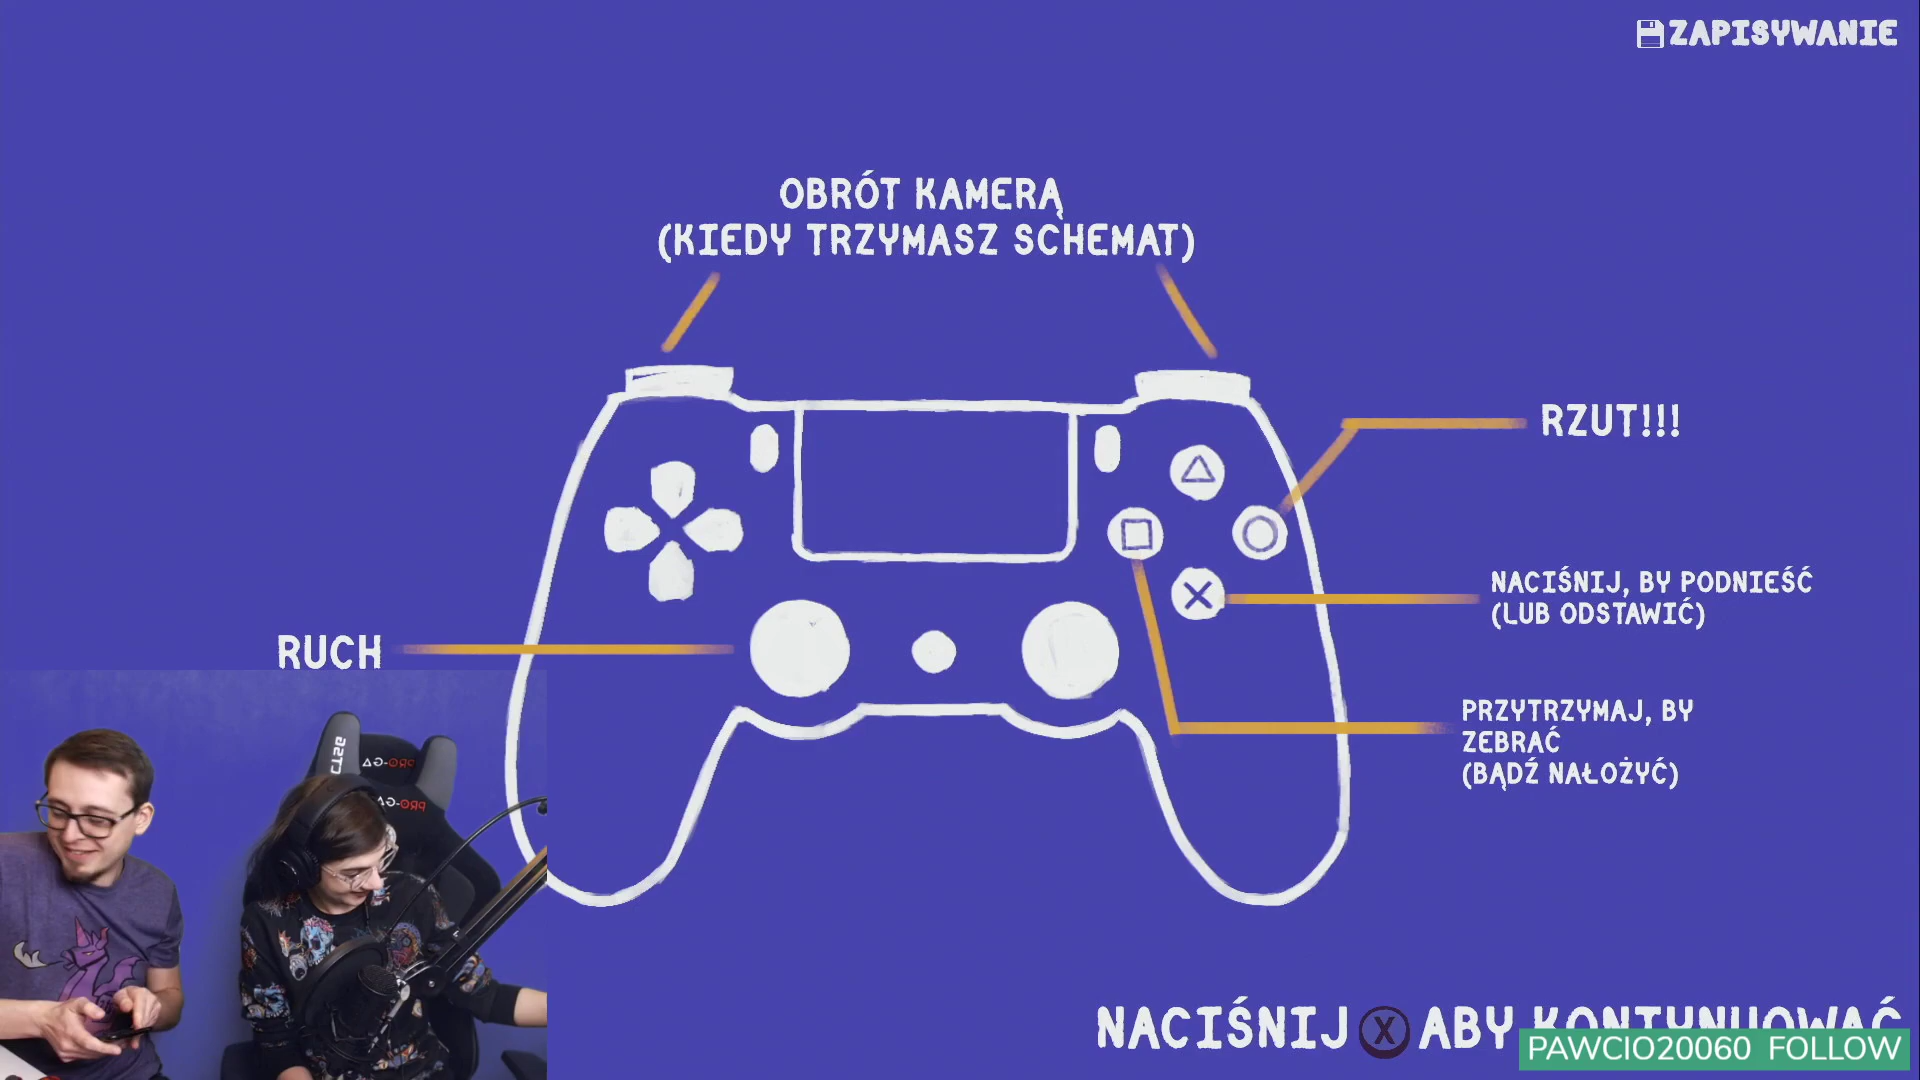 ZAPISYWANIE
OBRÓT KAMERĄ
(KIEDY TRZYMASZ SCHEMAT)
RZUT!!!
NACIŚNIJ, BY PODNIEŚĆ
(LUB ODSTAWIĆ)
RUCH
PRZYTRZYMAJ, BY
ZEBRAĆ
(BĄDŹ NAŁOŻYĆ)
NACIŚNIJ X ABY KONTYNUOWAĆ
PAWCIO20060 FOLLOW